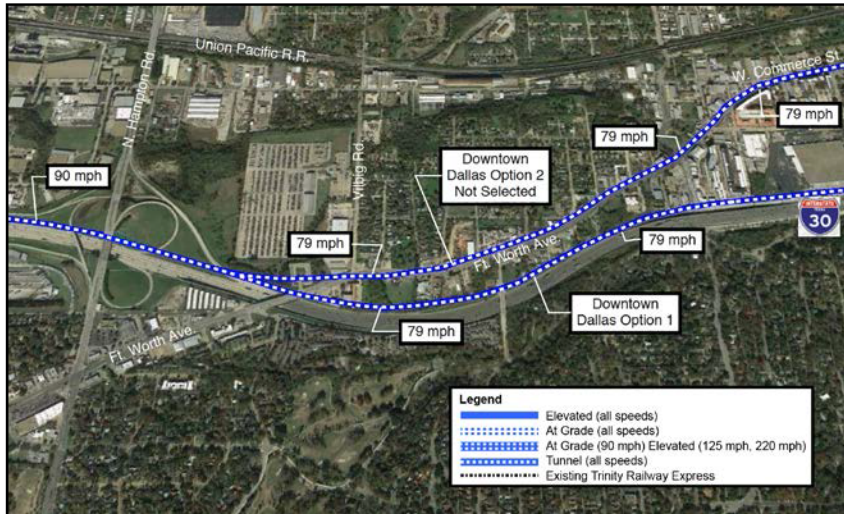 Union Pacific R.R.
N. Hampton Rd.
W. Commerce St.
79 mph
79 mph
Vilbig Rd.
Downtown
Dallas Option 2
Not Selected
90 mph
79 mph
Ft. Worth Ave.
79 mph
INTERSTATE
30
Downtown
Dallas Option 1
79 mph
Ft. Worth Ave.
Legend
Elevated (all speeds)
At Grade (all speeds)
At Grade (90 mph) Elevated (125 mph, 220 mph)
Tunnel (all speeds)
Existing Trinity Railway Express